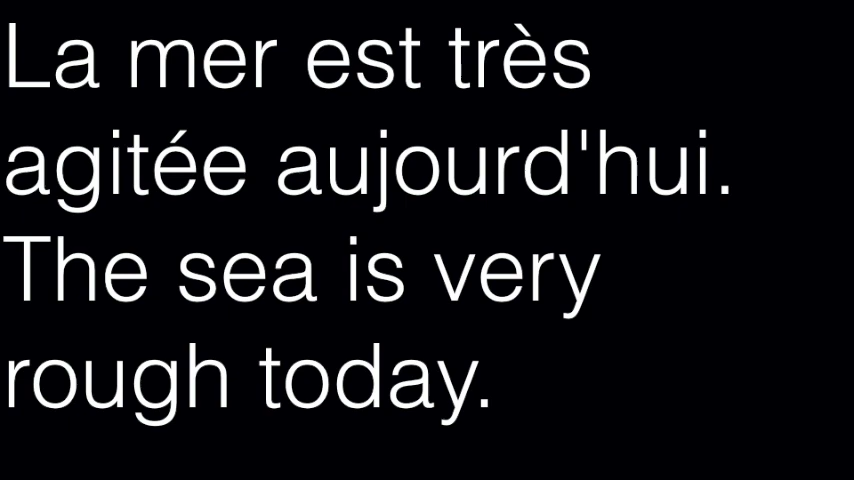 La mer est très
agitée aujourd'hui.
The sea is very
rough today.